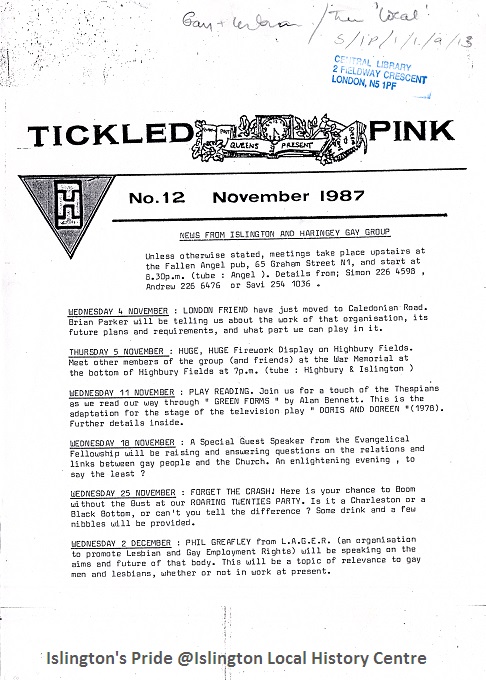 Gay + Lesbian / The 'Local'
S/IP/1/1/9/13
CENTRAL LIBRARY
2 FIELDWAY CRESCENT
LONDON, N5 1PF
TICKLED PINK
QUEENS PRESENT
No.12 November 1987
NEWS FROM ISLINGTON AND HARINGEY GAY GROUP
Unless otherwise stated, meetings take place upstairs at
the Fallen Angel pub, 65 Graham Street N1, and start at
8.30p.m. (tube : Angel ). Details from; Simon 226 4598 ,
Andrew 226 6476 or Savi 254 1036 .
WEDNESDAY 4 NOVEMBER : LONDON FRIEND have just moved to Caledonian Road.
Brian Parker will be telling us about the work of that organisation, its
future plans and requirements, and what part we can play in it.
THURSDAY 5 NOVEMBER : HUGE, HUGE Firework Display on Highbury Fields.
Meet other members of the group (and friends) at the War Memorial at
the bottom of Highbury Fields at 7p.m. (tube : Highbury & Islington )
WEDNESDAY 11 NOVEMBER : PLAY READING. Join us for a touch of the Thespians
as we read our way through " GREEN FORMS " by Alan Bennett. This is the
adaptation for the stage of the television play " DORIS AND DOREEN "(1978).
Further details inside.
WEDNESDAY 18 NOVEMBER : A Special Guest Speaker from the Evangelical
Fellowship will be raising and answering questions on the relations and
links between gay people and the Church. An enlightening evening , to
say the least ?
WEDNESDAY 25 NOVEMBER : FORGET THE CRASH! Here is your chance to Boom
without the Bust at our ROARING TWENTIES PARTY. Is it a Charleston or a
Black Bottom, or can't you tell the difference ? Some drink and a few
nibbles will be provided.
WEDNESDAY 2 DECEMBER : PHIL GREAFLEY from L.A.G.E.R. (an organisation
to promote Lesbian and Gay Employment Rights) will be speaking on the
aims and future of that body. This will be a topic of relevance to gay
men and lesbians, whether or not in work at present.
Islington's Pride @Islington Local History Centre